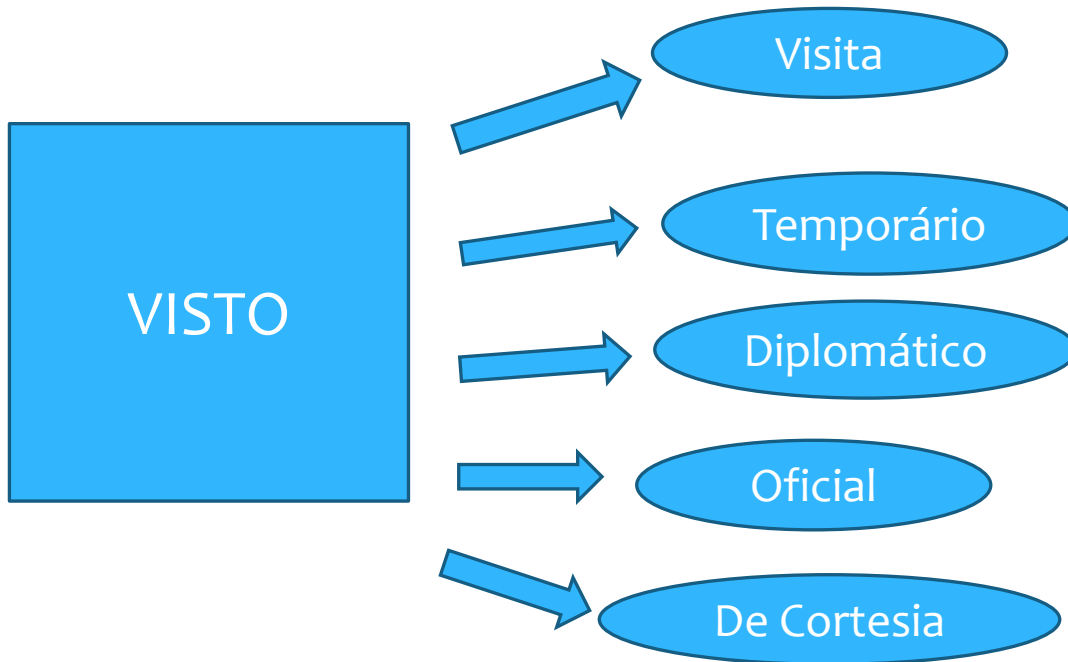 Visita
Temporário
VISTO
Diplomático
Oficial
De Cortesia